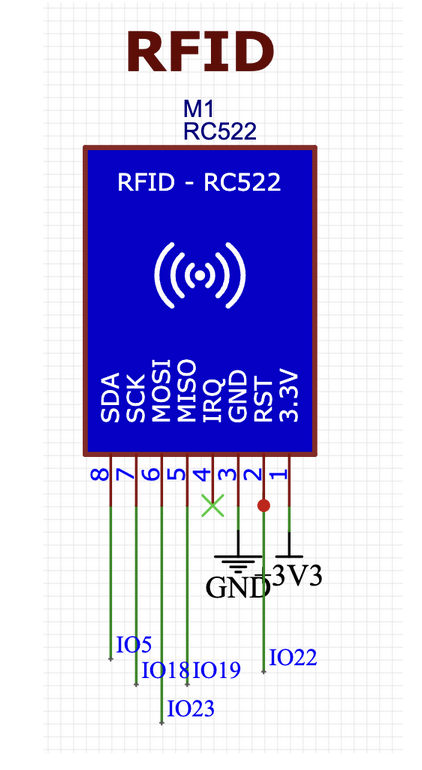 RFID
M1
RC522
RFID - RC522
SDA
SCK
MOSI
MISO
IRQ
GND
RST
3.3V
8
7
6
5
4
3
2
1
GND
+3V3
IO5
IO18
IO19
IO22
IO23